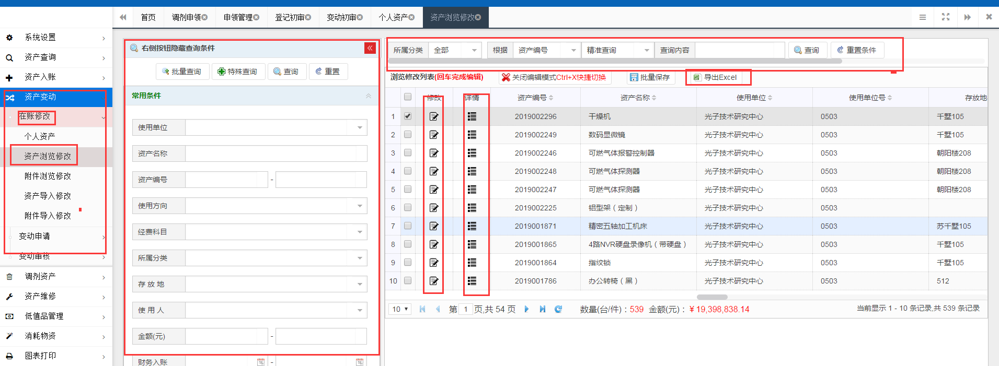 首页 调剂申领 申领管理 登记初审 变动初审 个人资产 资产浏览修改
系统设置
资产查询
资产入账
资产变动
在账修改
个人资产
资产浏览修改
附件浏览修改
资产导入修改
附件导入修改
变动申请
变动审核
调剂资产
资产维修
低值品管理
消耗物资
图表打印
右侧按钮隐藏查询条件
批量查询 特殊查询 查询 重置
常用条件
使用单位
资产名称
资产编号 -
使用方向
经费科目
所属分类
存 放 地
使 用 人
金额(元) -
财务入账 15 - 15
所属分类 全部 根据 资产编号 精准查询 查询内容 查询 重置条件
浏览修改列表(回车完成编辑) 关闭编辑模式Ctrl+X快捷切换 批量保存 导出Excel
修改 详情 资产编号 资产名称 使用单位 使用单位号 存放地
1 2019002296 干燥机 光子技术研究中心 0503 千墅105
2 2019002249 数码显微镜 光子技术研究中心 0503 千墅105
3 2019002246 可燃气体报警控制器 光子技术研究中心 0503 朝阳楼208
4 2019002248 可燃气体探测器 光子技术研究中心 0503 朝阳楼208
5 2019002247 可燃气体探测器 光子技术研究中心 0503 朝阳楼208
6 2019002225 铝型架（定制） 光子技术研究中心 0503
7 2019001871 精密五轴加工机床 光子技术研究中心 0503 苏千墅105
8 2019001865 4路NVR硬盘录像机（带硬盘） 光子技术研究中心 0503 千墅105
9 2019001864 指纹锁 光子技术研究中心 0503 千墅105
10 2019001786 办公转椅（黑） 光子技术研究中心 0503 512
10 第 1 页,共 54 页 数量(台/件)：539 金额(元)：￥19,398,838.14 当前显示 1 - 10 条记录,共 539 条记录